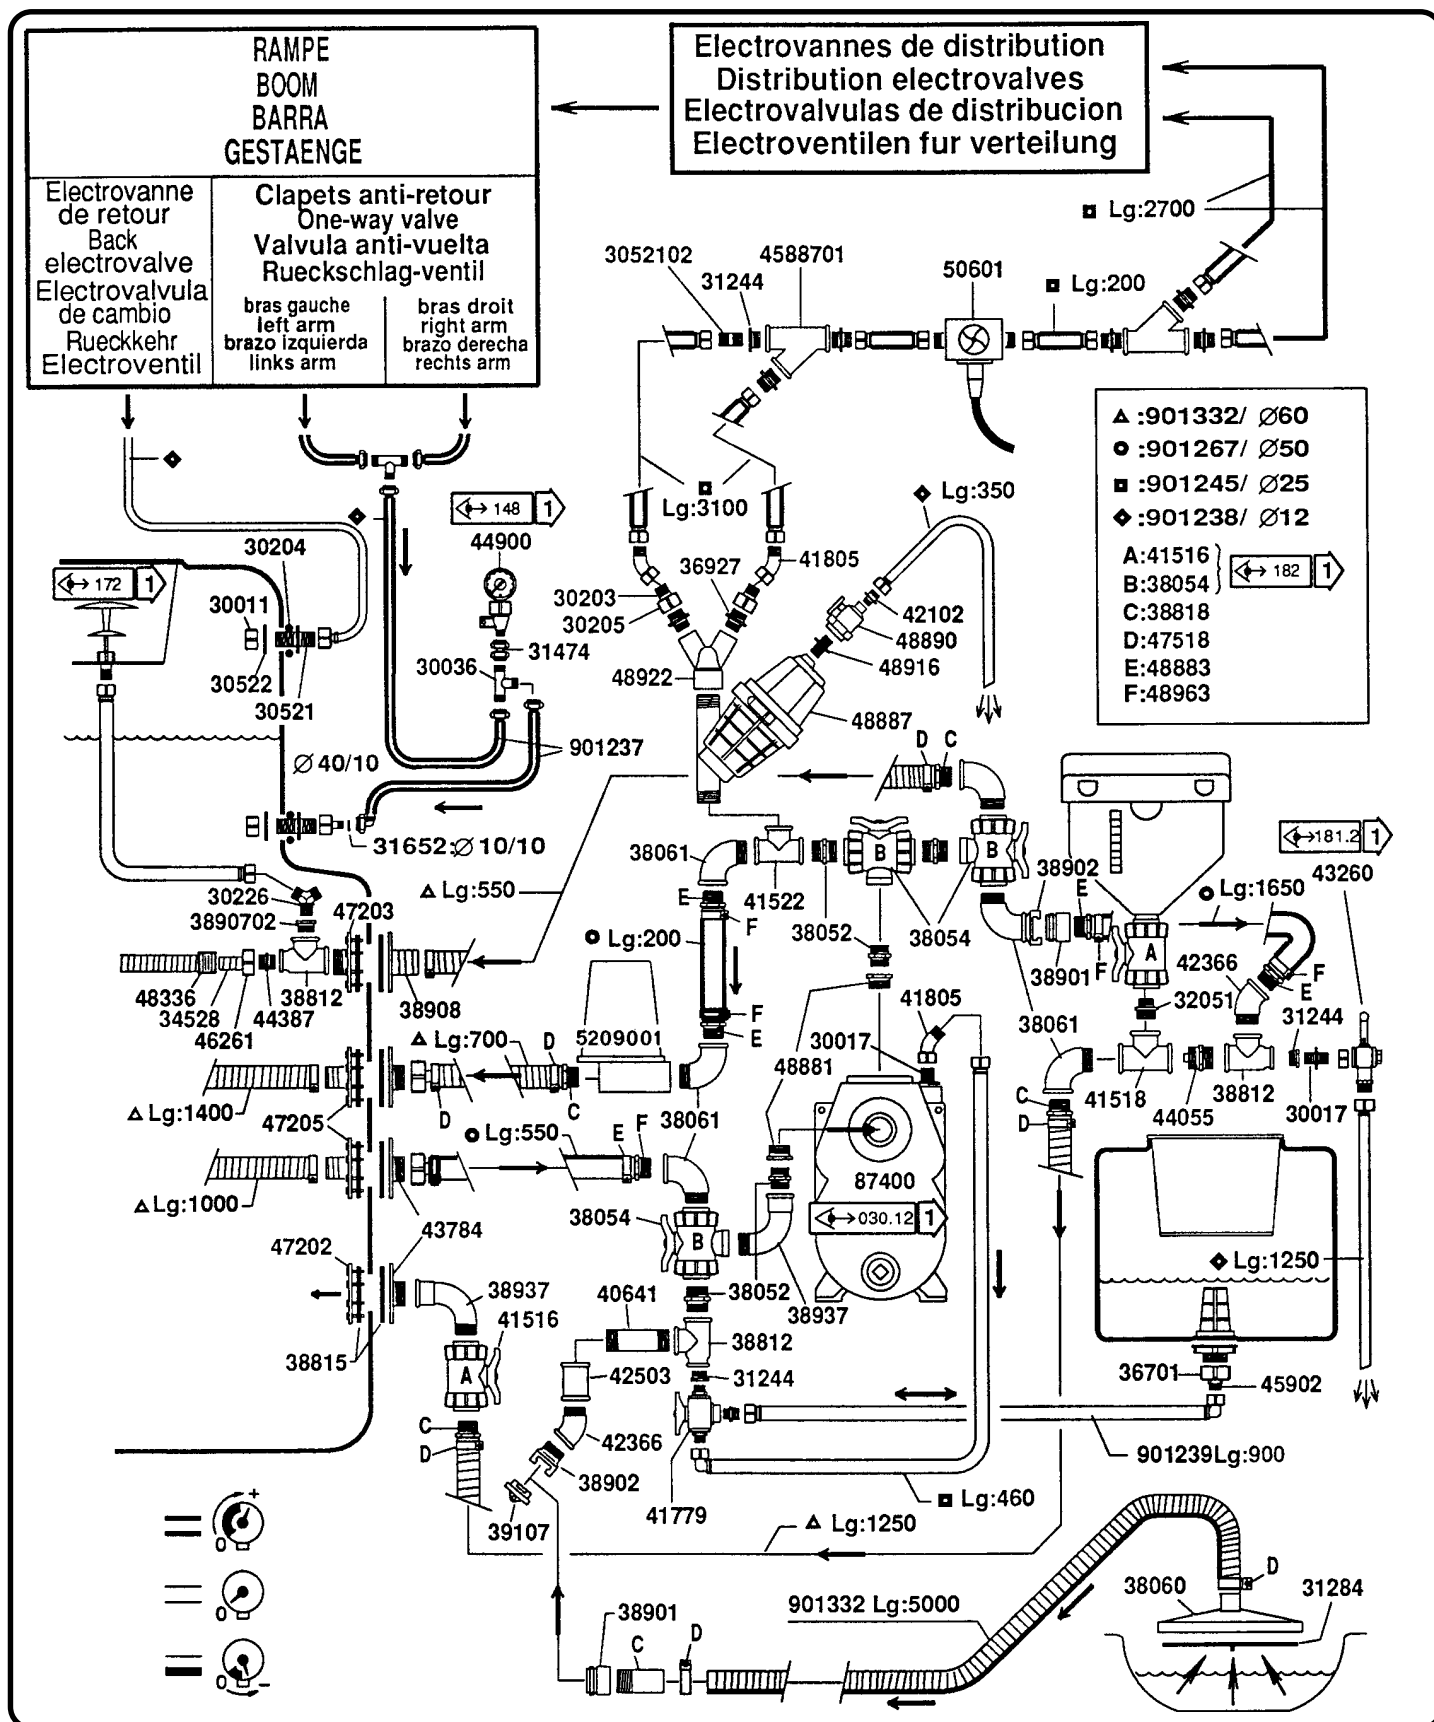 RAMPE
BOOM
BARRA
GESTAENGE
Electrovanne
de retour
Back
electrovalve
Electrovalvula
de cambio
Rueckkehr
Electroventil
Clapets anti-retour
One-way valve
Valvula anti-vuelta
Rueckschlag-ventil
bras gauche
left arm
brazo izquierda
links arm
bras droit
right arm
brazo derecha
rechts arm
Electrovannes de distribution
Distribution electrovalves
Electrovalvulas de distribucion
Electroventilen fur verteilung
Lg:2700
3052102
4588701
31244
50601
Lg:200
:901332/ Ø60
:901267/ Ø50
:901245/ Ø25
:901238/ Ø12
A:41516
B:38054
182 1
C:38818
D:47518
E:48883
F:48963
148 1
44900
Lg:3100
Lg:350
30204
172 1
30011
30522
30521
36927
41805
30203
30205
42102
48890
48916
31474
30036
48922
48887
901237
Ø 40/10
31652:Ø 10/10
D
C
B
B
38061
41522
38052
38054
38902
E
181.2 1
43260
Lg:1650
Lg:550
30226
3890702
47203
E
F
Lg:200
38901
F
A
42366
F
E
48336
34528
46261
44387
38812
38908
41805
38061
32051
31244
F
E
5209001
Lg:700
D
30017
48881
Lg:1400
D
C
38061
C
D
41518
44055
38812
30017
47205
Lg:550
E
F
87400
030.12 1
Lg:1000
43784
38054
B
47202
38937
38052
38937
Lg:1250
40641
41516
38812
38815
A
42503
31244
36701
45902
C
D
42366
38902
901239Lg:900
39107
41779
Lg:460
Lg:1250
+
0
0
0
-
38901
C
D
901332 Lg:5000
38060
D
31284